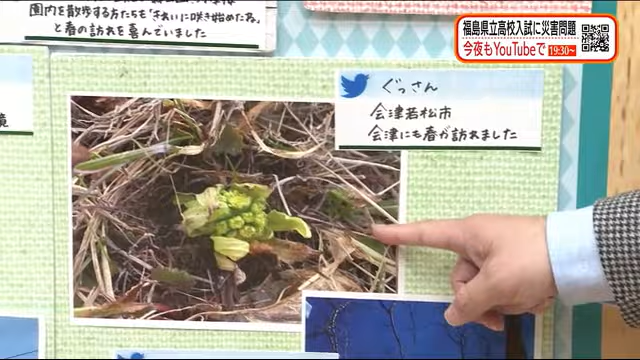 園内を散歩する方たちも「きれいに咲き始めたね」
と春の訪れを喜んでいました
福島県立高校入試に災害問題
今夜もYouTubeで 19:30~
ぐっさん
会津若松市
会津にも春が訪れました
境